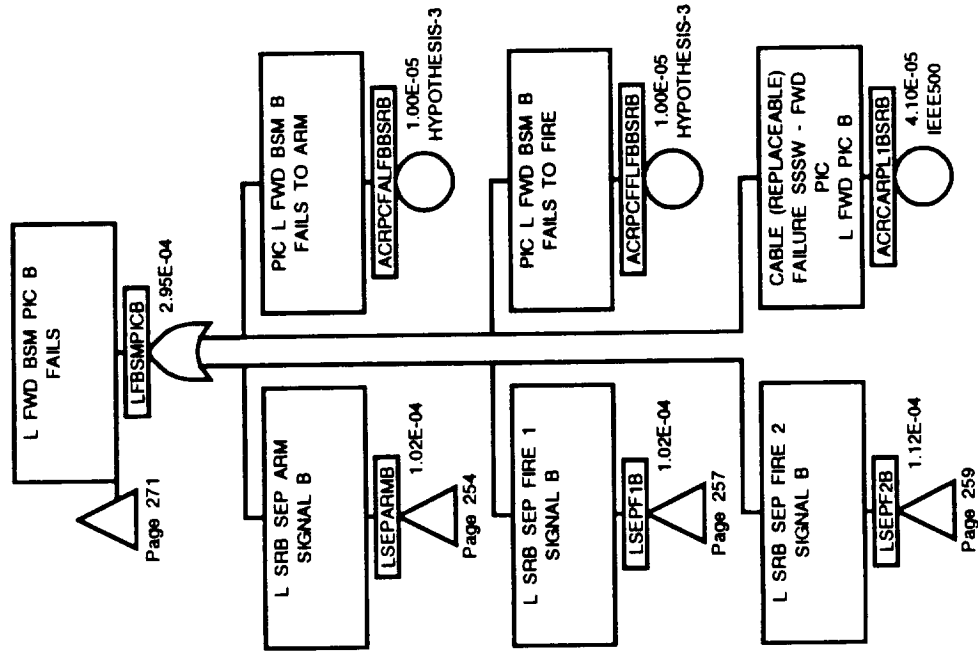 L FWD BSM PIC B
FAILS
LFBSMPICB
2.95E-04
Page 271
L SRB SEP ARM
SIGNAL B
LSEPARMB
1.02E-04
Page 254
PIC L FWD BSM B
FAILS TO ARM
ACRPCFALFBBSRB
1.00E-05
HYPOTHESIS-3
L SRB SEP FIRE 1
SIGNAL B
LSEPF1B
1.02E-04
Page 257
PIC L FWD BSM B
FAILS TO FIRE
ACRPCFFLFBBSRB
1.00E-05
HYPOTHESIS-3
L SRB SEP FIRE 2
SIGNAL B
LSEPF2B
1.12E-04
Page 259
CABLE (REPLACEABLE)
FAILURE SSSW - FWD
PIC
L FWD PIC B
ACRCARPL1BSRB
4.10E-05
IEEE500